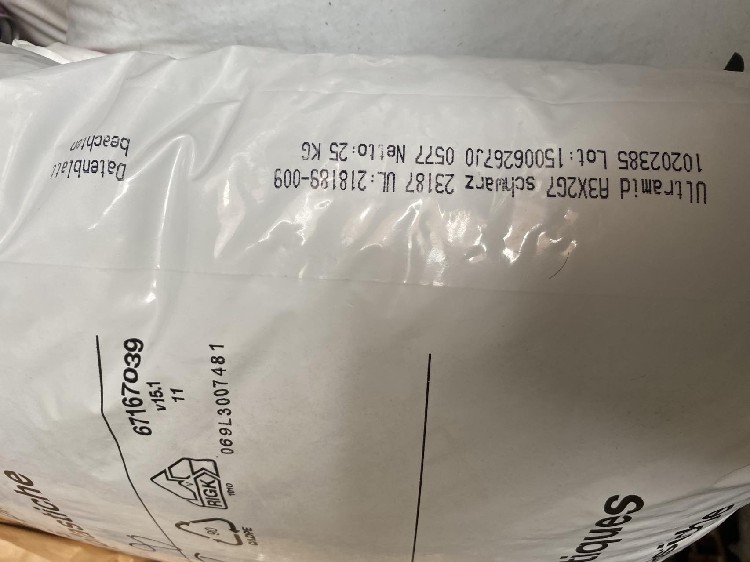 Ultramid A3X2G7 schwarz 23187 UL:218189-009
10202385 Lot:15006267J0 0577 Netto:25 KG
Datenblatt
beachten
67167039
v15.1
11
069L3007481
RIGK
tiques